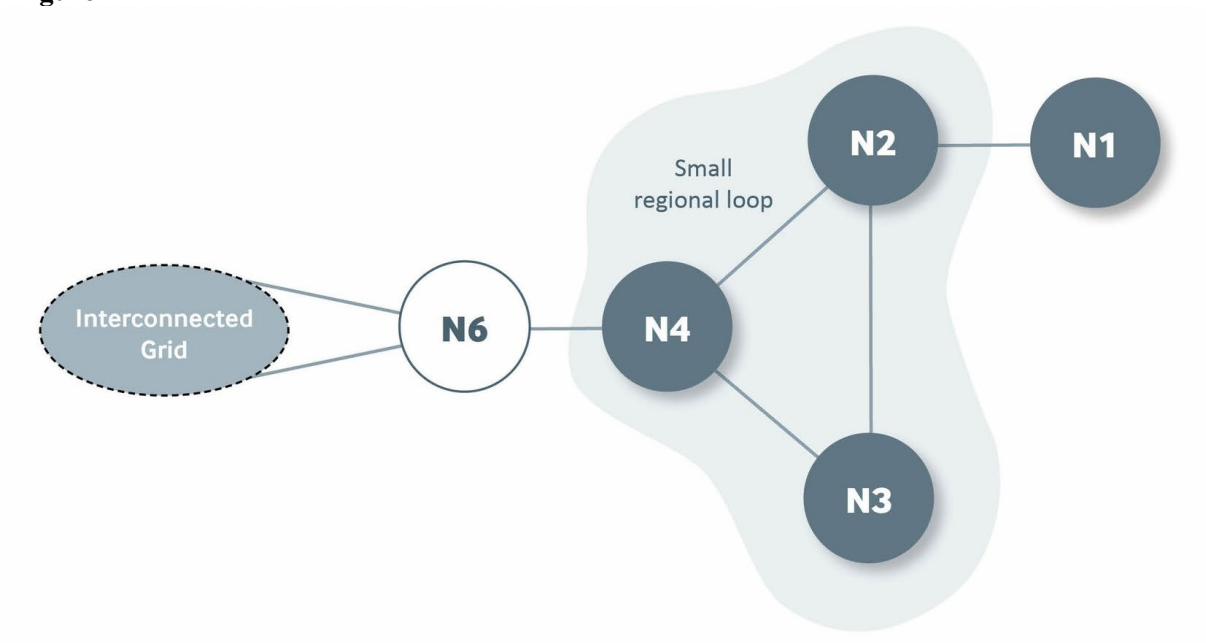 N2
N1
Small
regional loop
Interconnected
Grid
N6
N4
N3